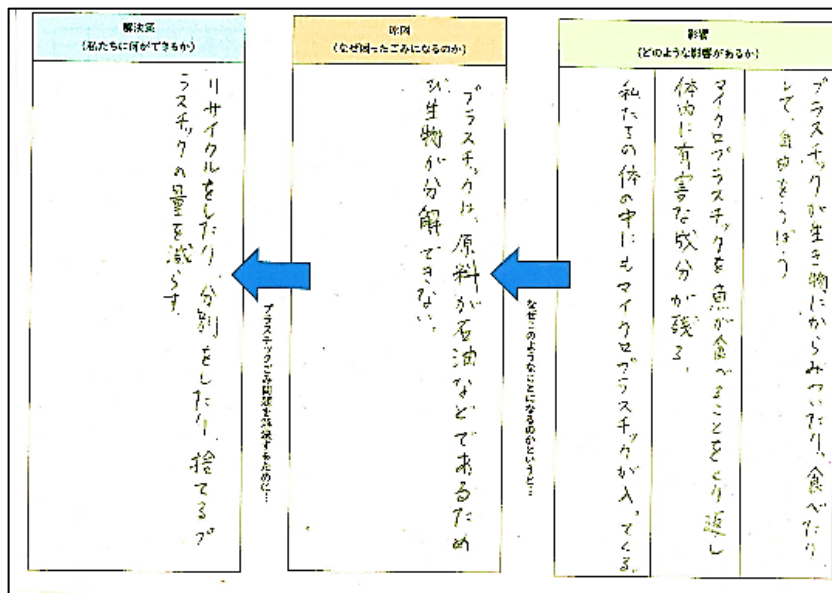 影響
(どのような影響があるか)
プラスチックが生き物にからみついたり、食べたり
して、自由をうばう
マイクロプラスチックを魚が食べることをくり返し
体内に有害な成分が残る。
私たちの体の中にもマイクロプラスチックが入ってくる。
なぜこのようなことになるのかというと…
原因
(なぜ困ったごみになるのか)
プラスチックは、原料が石油などであるため
び生物が分解できない。
プラスチックごみ問題を解決するために…
解決策
(私たちに何ができるか)
リサイクルをしたり、分別をしたり、捨てるプ
ラスチックの量を減らす。